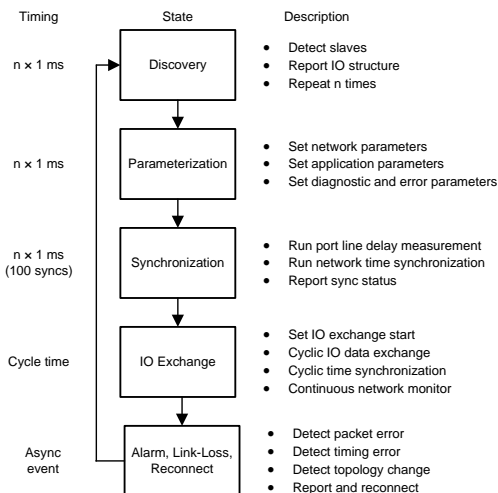 Timing State Description
Discovery
n × 1 ms
• Detect slaves
• Report IO structure
• Repeat n times
Parameterization
n × 1 ms
• Set network parameters
• Set application parameters
• Set diagnostic and error parameters
Synchronization
n × 1 ms
(100 syncs)
• Run port line delay measurement
• Run network time synchronization
• Report sync status
IO Exchange
Cycle time
• Set IO exchange start
• Cyclic IO data exchange
• Cyclic time synchronization
• Continuous network monitor
Alarm, Link-Loss,
Reconnect
Async
event
• Detect packet error
• Detect timing error
• Detect topology change
• Report and reconnect